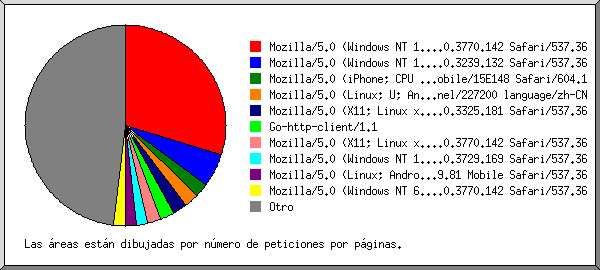 Mozilla/5.0 (Windows NT 1....0.3770.142 Safari/537.36
Mozilla/5.0 (Windows NT 1....0.3239.132 Safari/537.36
Mozilla/5.0 (iPhone; CPU ...obile/15E148 Safari/604.1
Mozilla/5.0 (Linux; U; An...nel/227200 language/zh-CN
Mozilla/5.0 (X11; Linux x....0.3325.181 Safari/537.36
Go-http-client/1.1
Mozilla/5.0 (X11; Linux x....0.3770.142 Safari/537.36
Mozilla/5.0 (Windows NT 1....0.3729.169 Safari/537.36
Mozilla/5.0 (Linux; Andro...9.81 Mobile Safari/537.36
Mozilla/5.0 (Windows NT 6....0.3770.142 Safari/537.36
Otro
Las áreas están dibujadas por número de peticiones por páginas.